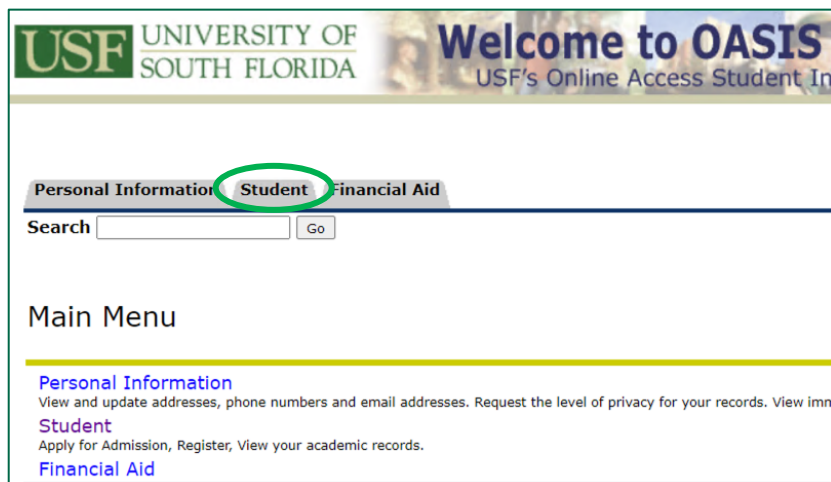 USF UNIVERSITY OF
SOUTH FLORIDA
Welcome to OASIS
USF's Online Access Student In
Personal Information Student Financial Aid
Search Go
Main Menu
Personal Information
View and update addresses, phone numbers and email addresses. Request the level of privacy for your records. View imm
Student
Apply for Admission, Register, View your academic records.
Financial Aid